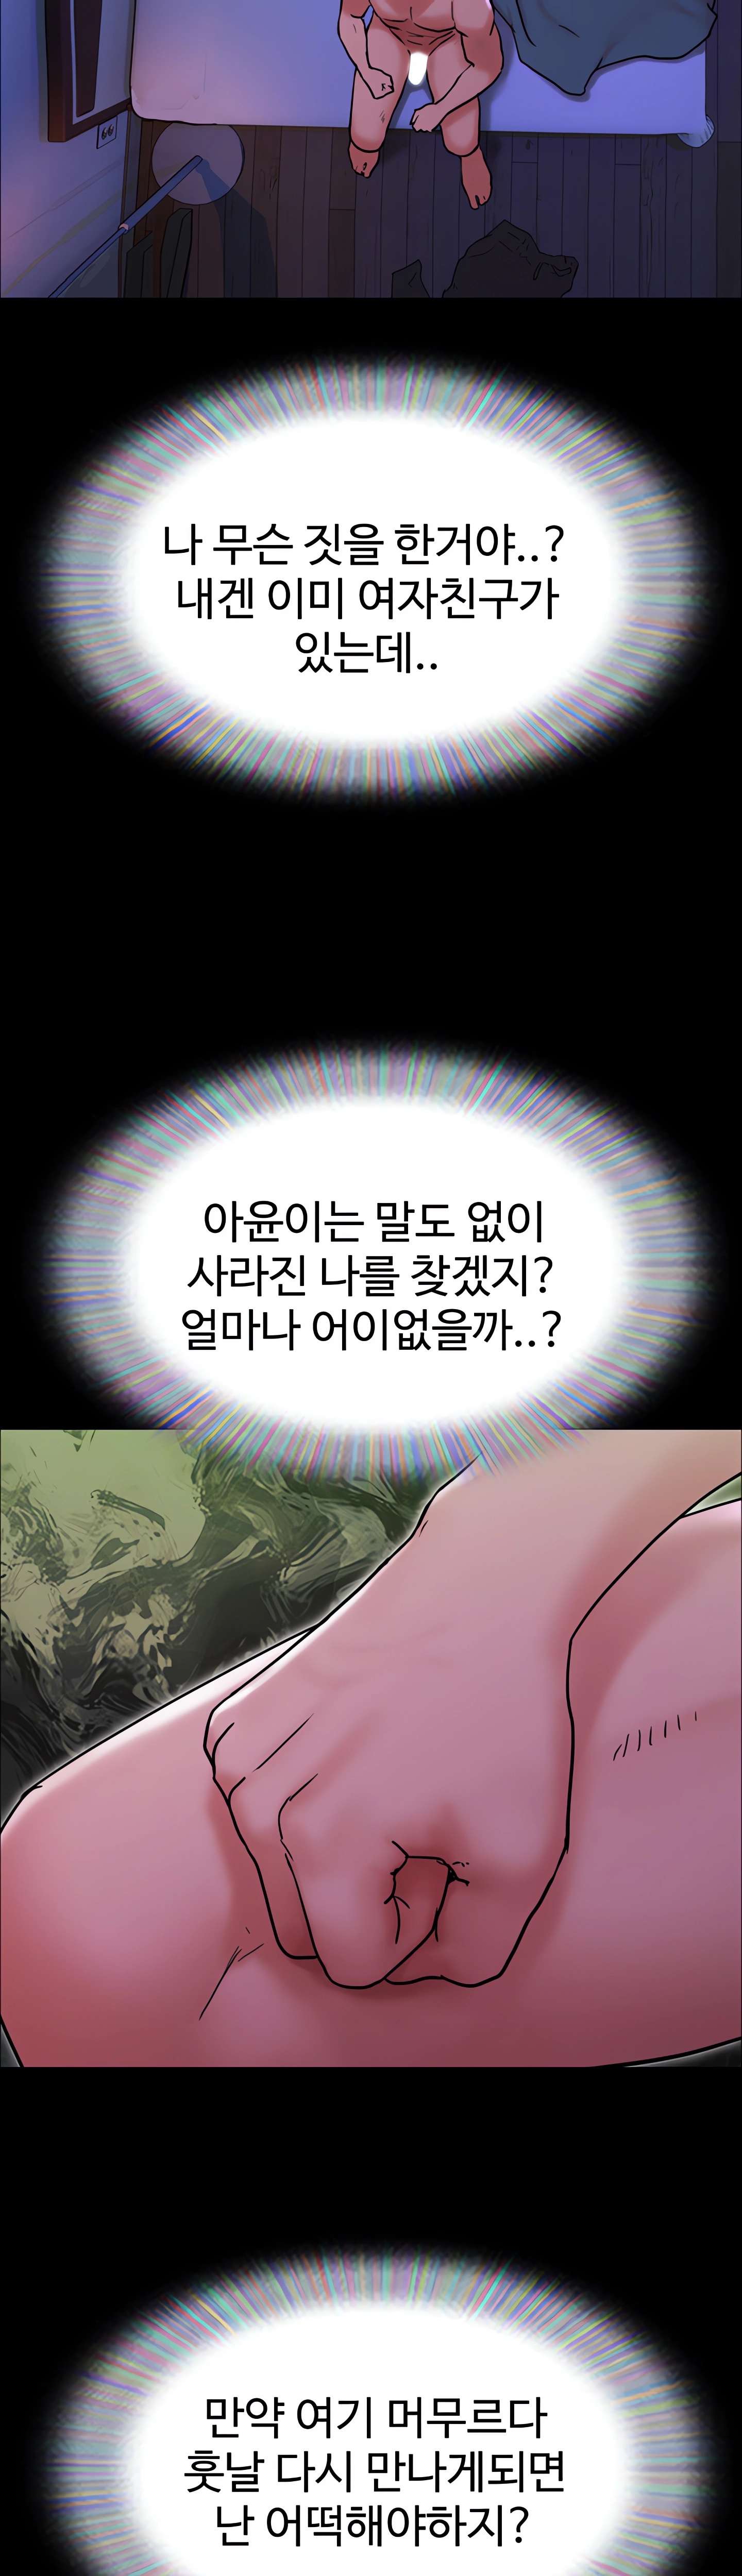 나 무슨 짓을 한거야..?
내겐 이미 여자친구가
있는데..
아윤이는 말도 없이
사라진 나를 찾겠지?
얼마나 어이없을까..?
만약 여기 머무르다
훗날 다시 만나게되면
난 어떡해야하지?